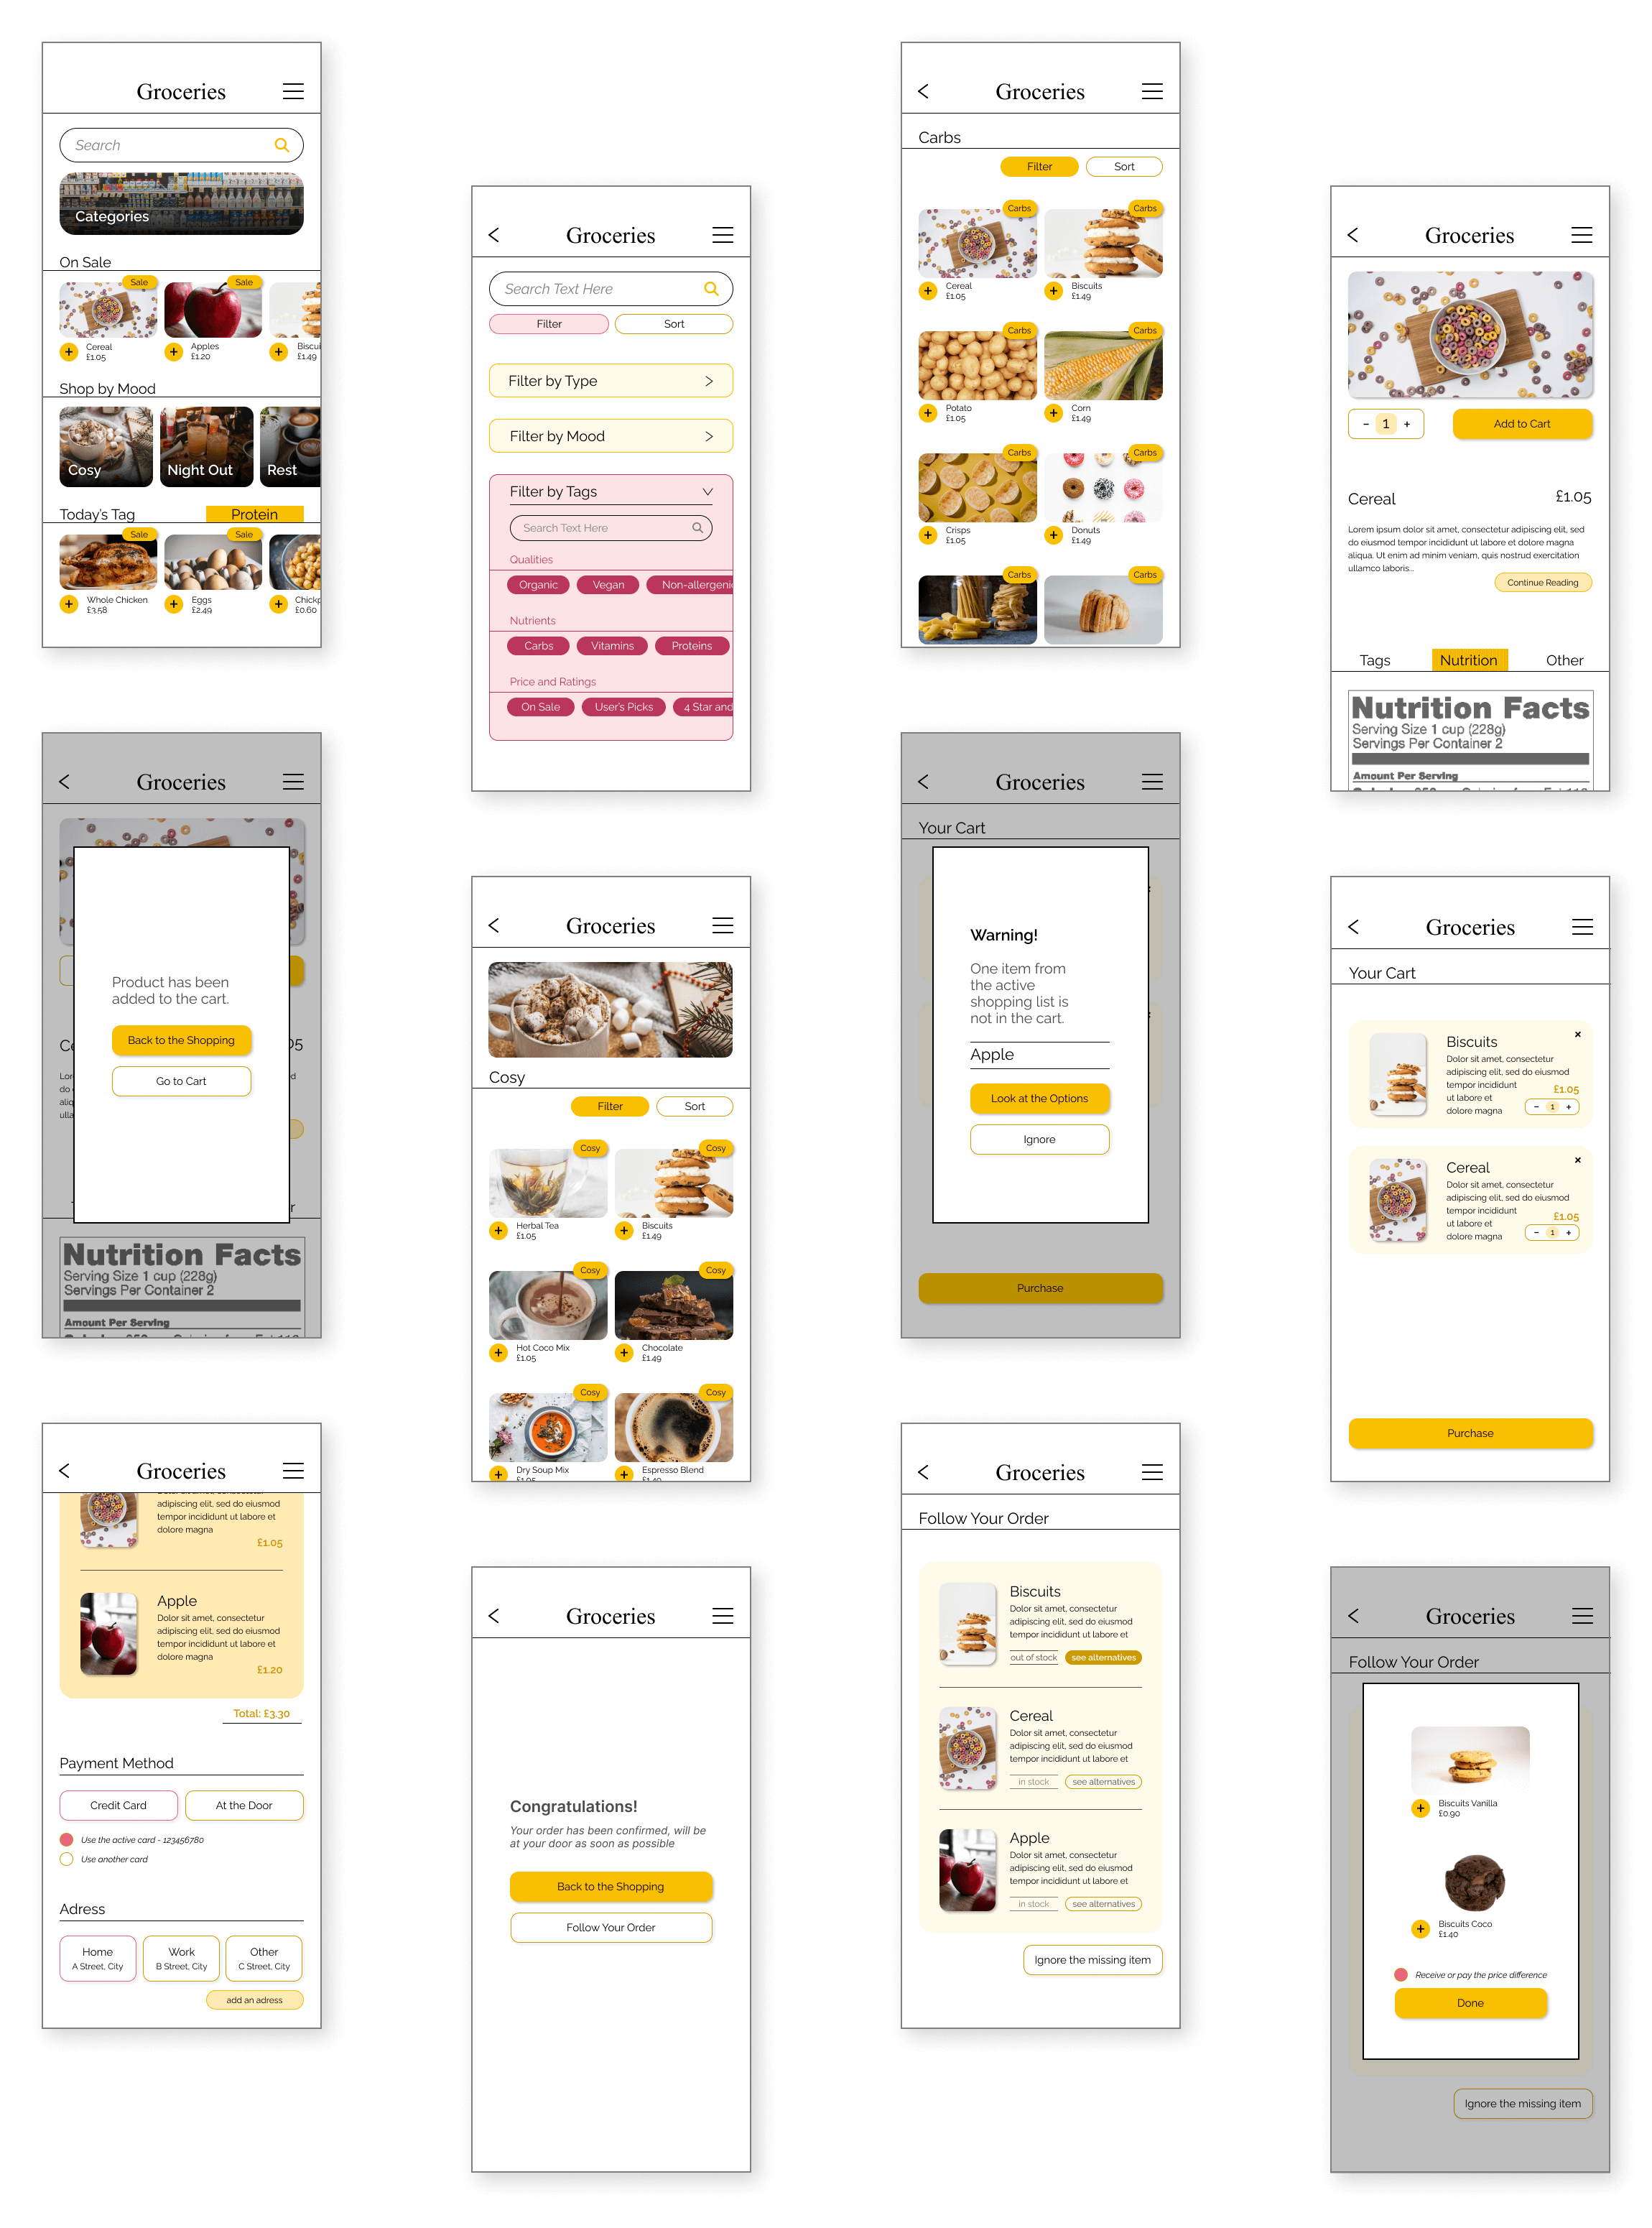 Groceries
Search
Categories
On Sale
Sale
Sale
Cereal
£1.05
Apples
£1.20
£1.49
Shop by Mood
Cosy
Night Out
Rest
Today's Tag
Protein
Sale
Sale
Whole Chicken
£3.58
Eggs
£2.49
£0.60
Groceries
Search Text Here
Filter
Sort
Filter by Type
Filter by Mood
Filter by Tags
Search Text Here
Qualities
Organic
Vegan
Nutrients
Carbs
Vitamins
Proteins
Price and Ratings
On Sale
User's Picks
4 Star and
Groceries
Carbs
Filter
Sort
Carbs
Carbs
Cereal
£1.05
Biscuits
£1.49
Carbs
Carbs
Potato
£1.05
Corn
£1.49
Carbs
Carbs
Crisps
£1.05
Donuts
£1.49
Carbs
Carbs
Groceries
- 1 +
Add to Cart
Cereal
£1.05
Lorem ipsum dolor sit amet, consectetur adipiscing elit, sed
do eiusmod tempor incididunt ut labore et dolore magna
aliqua. Ut enim ad minim veniam, quis nostrud exercitation
ullamco laboris...
Continue Reading
Tags
Nutrition
Other
Nutrition Facts
Serving Size 1 cup (228g)
Servings Per Container 2
Amount Per Serving
Groceries
Product has been
added to the cart.
Back to the Shopping
Go to Cart
Nutrition Facts
Serving Size 1 cup (228g)
Servings Per Container 2
Amount Per Serving
Groceries
Cosy
Filter
Sort
Cosy
Cosy
Herbal Tea
£1.05
Biscuits
£1.49
Cosy
Cosy
Hot Coco Mix
£1.05
Chocolate
£1.49
Cosy
Cosy
Dry Soup Mix
£1.05
Espresso Blend
£1.49
Groceries
Your Cart
Warning!
One item from
the active
shopping list is
not in the cart.
Apple
Look at the Options
Ignore
Purchase
Groceries
Your Cart
Biscuits
Dolor sit amet, consectetur
adipiscing elit, sed do eiusmod
tempor incididunt
ut labore et
dolore magna
£1.05
- 1 +
Cereal
Dolor sit amet, consectetur
adipiscing elit, sed do eiusmod
tempor incididunt
ut labore et
dolore magna
£1.05
- 1 +
Purchase
Groceries
adipiscing elit, sed do eiusmod
tempor incididunt ut labore et
dolore magna
£1.05
Apple
Dolor sit amet, consectetur
adipiscing elit, sed do eiusmod
tempor incididunt ut labore et
dolore magna
£1.20
Total: £3.30
Payment Method
Credit Card
At the Door
Use the active card - 123456780
Use another card
Adress
Home
A Street, City
Work
B Street, City
Other
C Street, City
add an adress
Groceries
Congratulations!
Your order has been confirmed, will be
at your door as soon as possible
Back to the Shopping
Follow Your Order
Groceries
Follow Your Order
Biscuits
Dolor sit amet, consectetur
adipiscing elit, sed do eiusmod
tempor incididunt ut labore et
out of stock
see alternatives
Cereal
Dolor sit amet, consectetur
adipiscing elit, sed do eiusmod
tempor incididunt ut labore et
in stock
see alternatives
Apple
Dolor sit amet, consectetur
adipiscing elit, sed do eiusmod
tempor incididunt ut labore et
in stock
see alternatives
Ignore the missing item
Groceries
Follow Your Order
Biscuits Vanilla
£0.90
Biscuits Coco
£1.40
Receive or pay the price difference
Done
Ignore the missing item